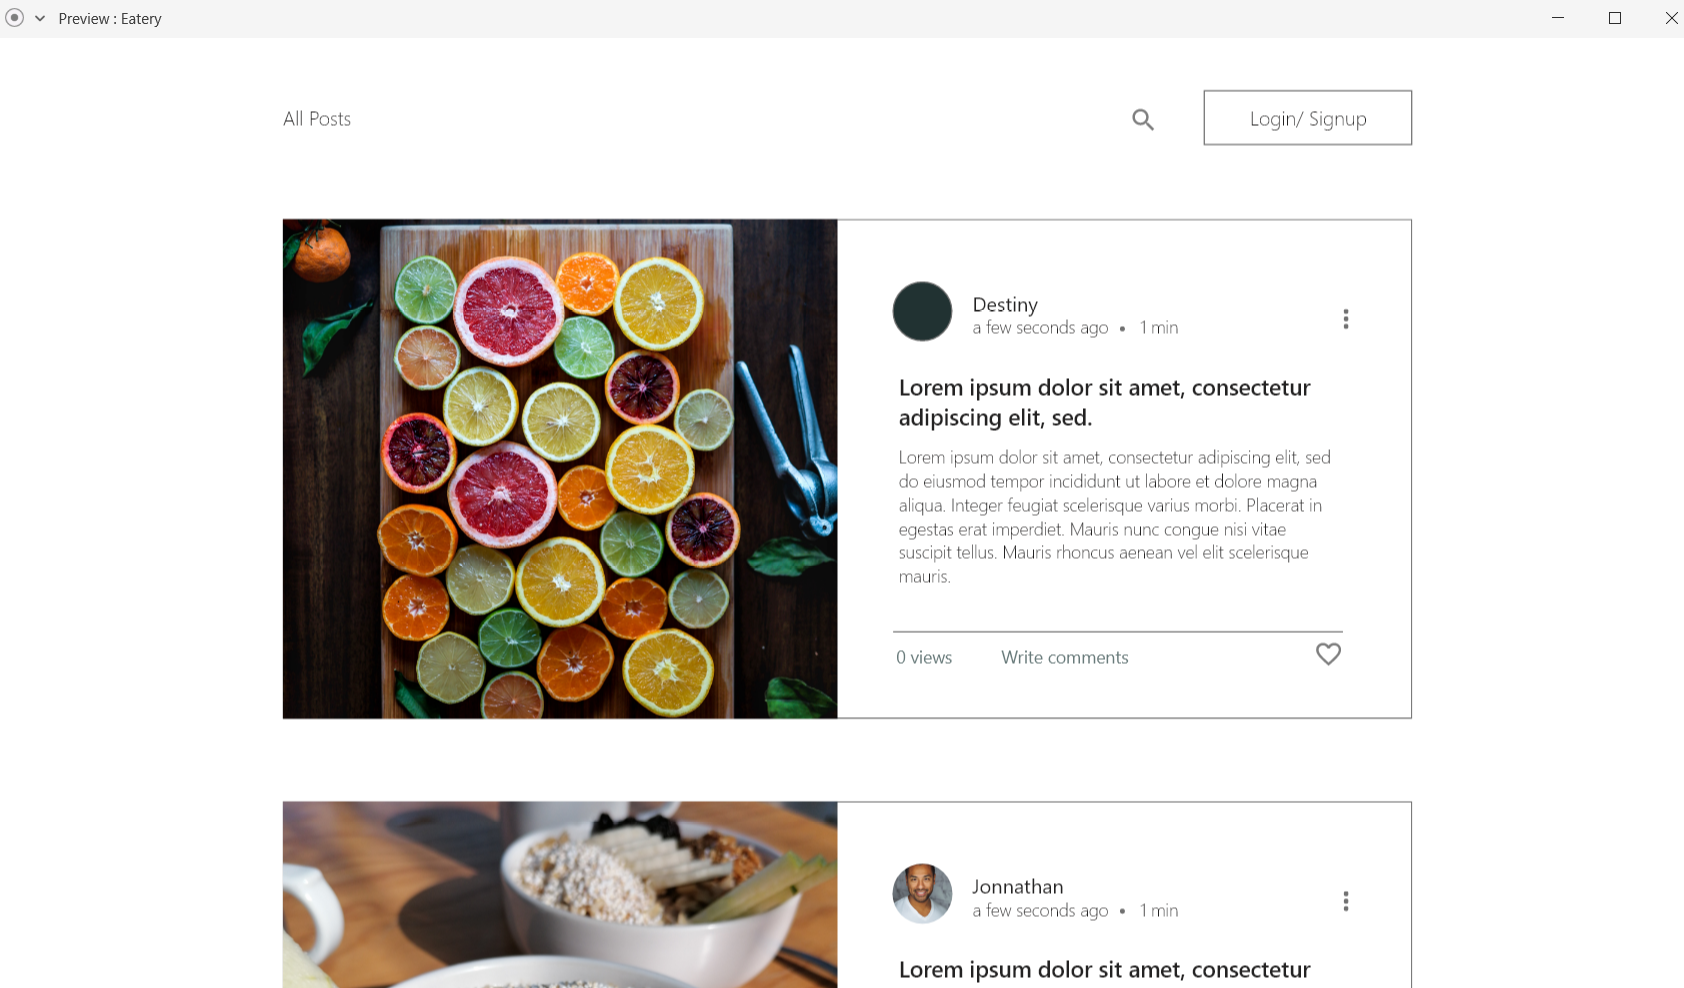 Preview : Eatery
All Posts
Login/ Signup
Destiny
a few seconds ago • 1 min
Lorem ipsum dolor sit amet, consectetur
adipiscing elit, sed.
Lorem ipsum dolor sit amet, consectetur adipiscing elit, sed
do eiusmod tempor incididunt ut labore et dolore magna
aliqua. Integer feugiat scelerisque varius morbi. Placerat in
egestas erat imperdiet. Mauris nunc congue nisi vitae
suscipit tellus. Mauris rhoncus aenean vel elit scelerisque
mauris.
0 views
Write comments
Jonnathan
a few seconds ago • 1 min
Lorem ipsum dolor sit amet, consectetur